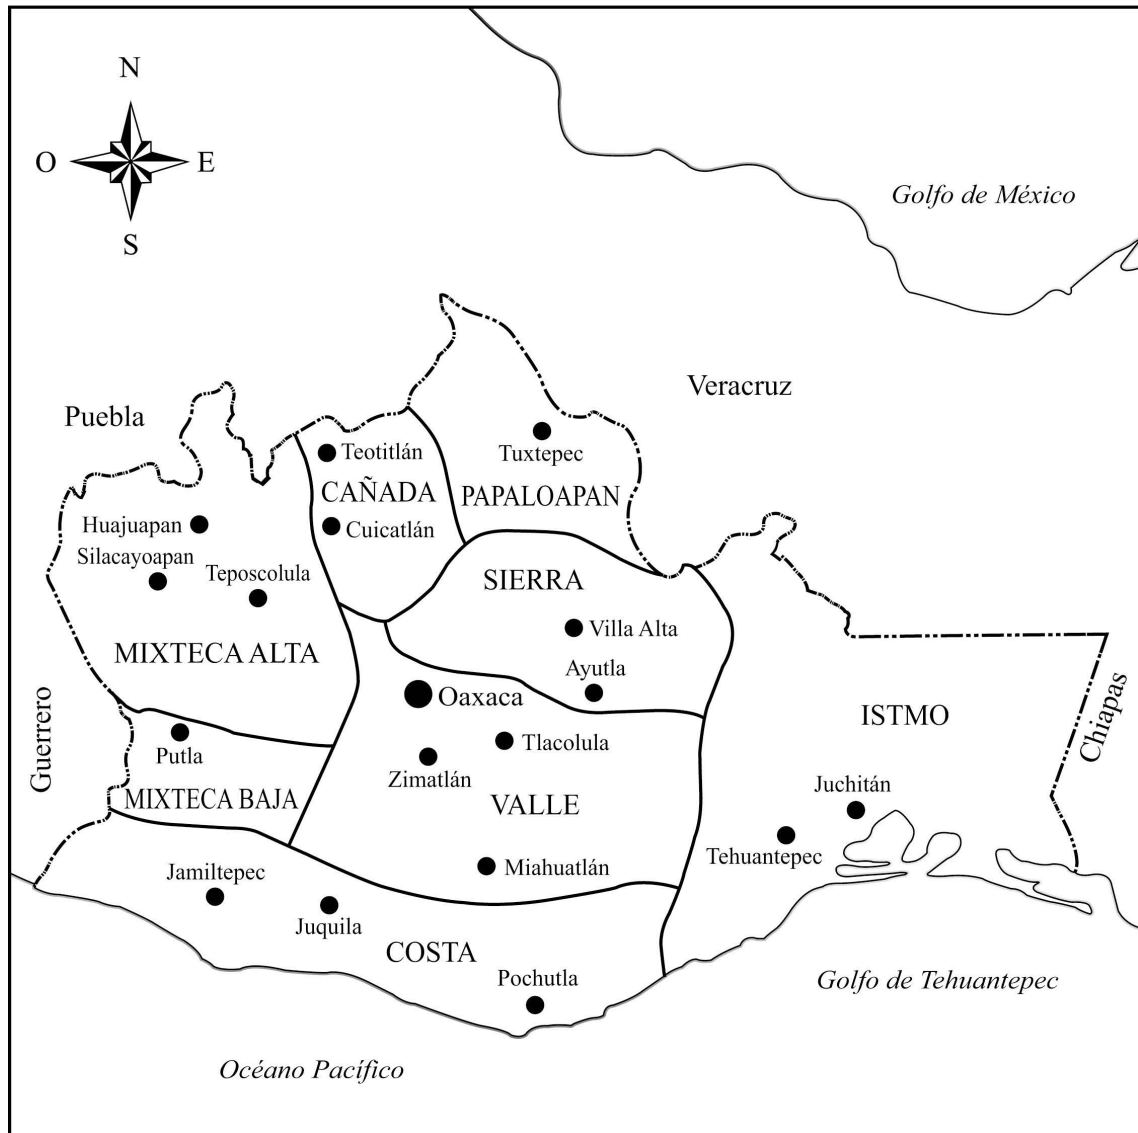 N
O
E
S
Golfo de México
Veracruz
Puebla
Teotitlán
Tuxtepec
CAÑADA
PAPALOAPAN
Huajuapan
Cuicatlán
Silacayoapan
Teposcolula
SIERRA
Villa Alta
MIXTECA ALTA
Ayutla
Oaxaca
Guerrero
ISTMO
Chiapas
Putla
Tlacolula
Zimatlán
Juchitán
MIXTECA BAJA
VALLE
Tehuantepec
Jamiltepec
Miahuatlán
Juquila
COSTA
Pochutla
Golfo de Tehuantepec
Océano Pacífico